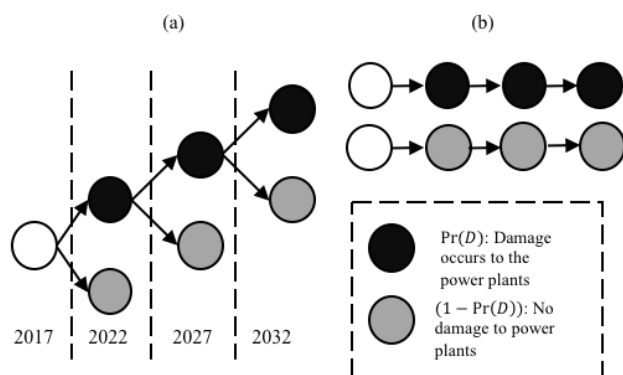 (a)
2017
2022
2027
2032
(b)
Pr(D): Damage
occurs to the
power plants
(1 − Pr(D)): No
damage to power
plants